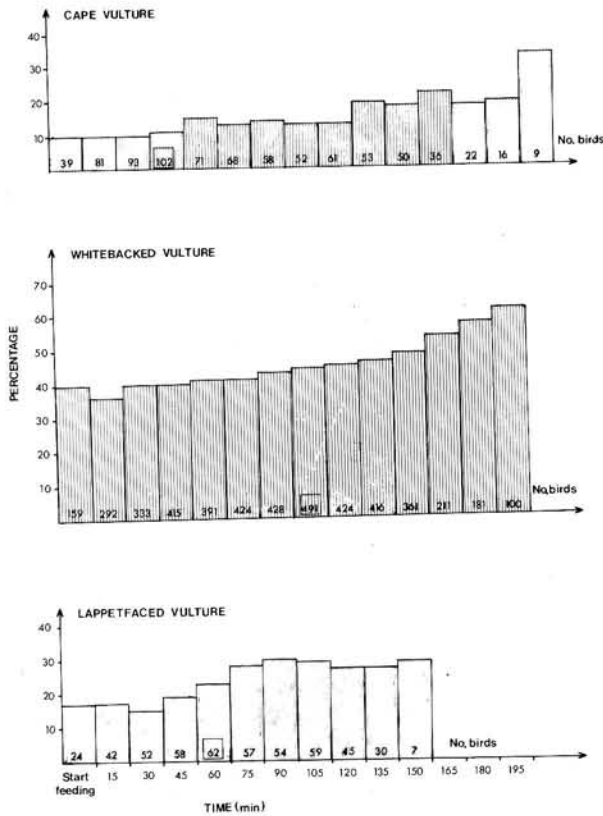 CAPE VULTURE
40
30
20
10
39 81 93 102 71 68 58 52 61 53 50 36 22 16 9
No. birds
WHITEBACKED VULTURE
70
60
50
40
30
20
10
PERCENTAGE
159 292 333 415 391 424 428 491 424 416 361 211 181 100
No. birds
LAPPETFACED VULTURE
40
30
20
10
24 42 52 58 62 57 54 59 45 30 7
No. birds
Start feeding 15 30 45 60 75 90 105 120 135 150 165 180 195
TIME (min)